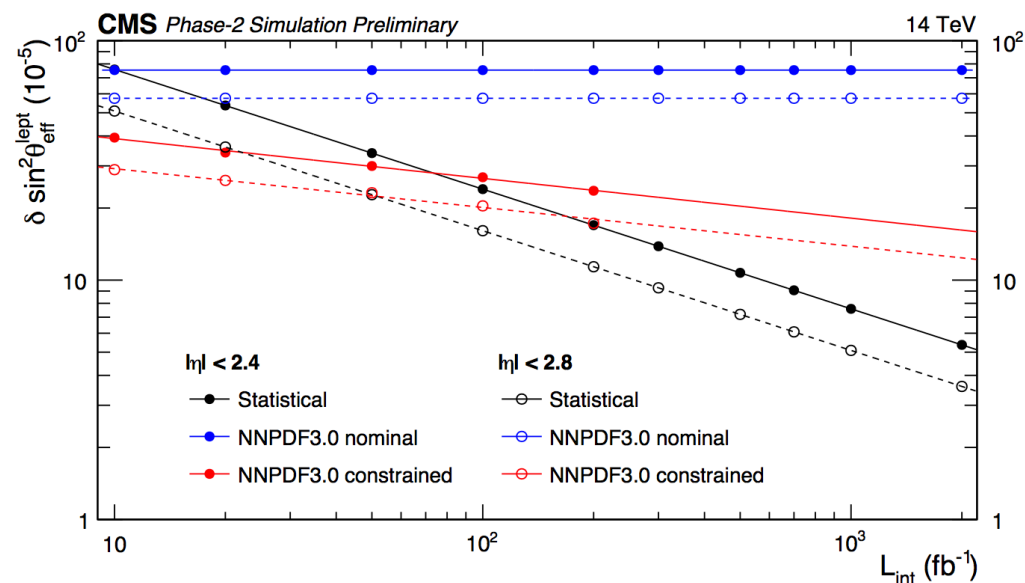 CMS Phase-2 Simulation Preliminary 14 TeV
δ sin²θ_eff^lept (10⁻⁵)
10² 10²
10 10
1 1
|η| < 2.4 |η| < 2.8
Statistical Statistical
NNPDF3.0 nominal NNPDF3.0 nominal
NNPDF3.0 constrained NNPDF3.0 constrained
10 10² 10³
L_int (fb⁻¹)